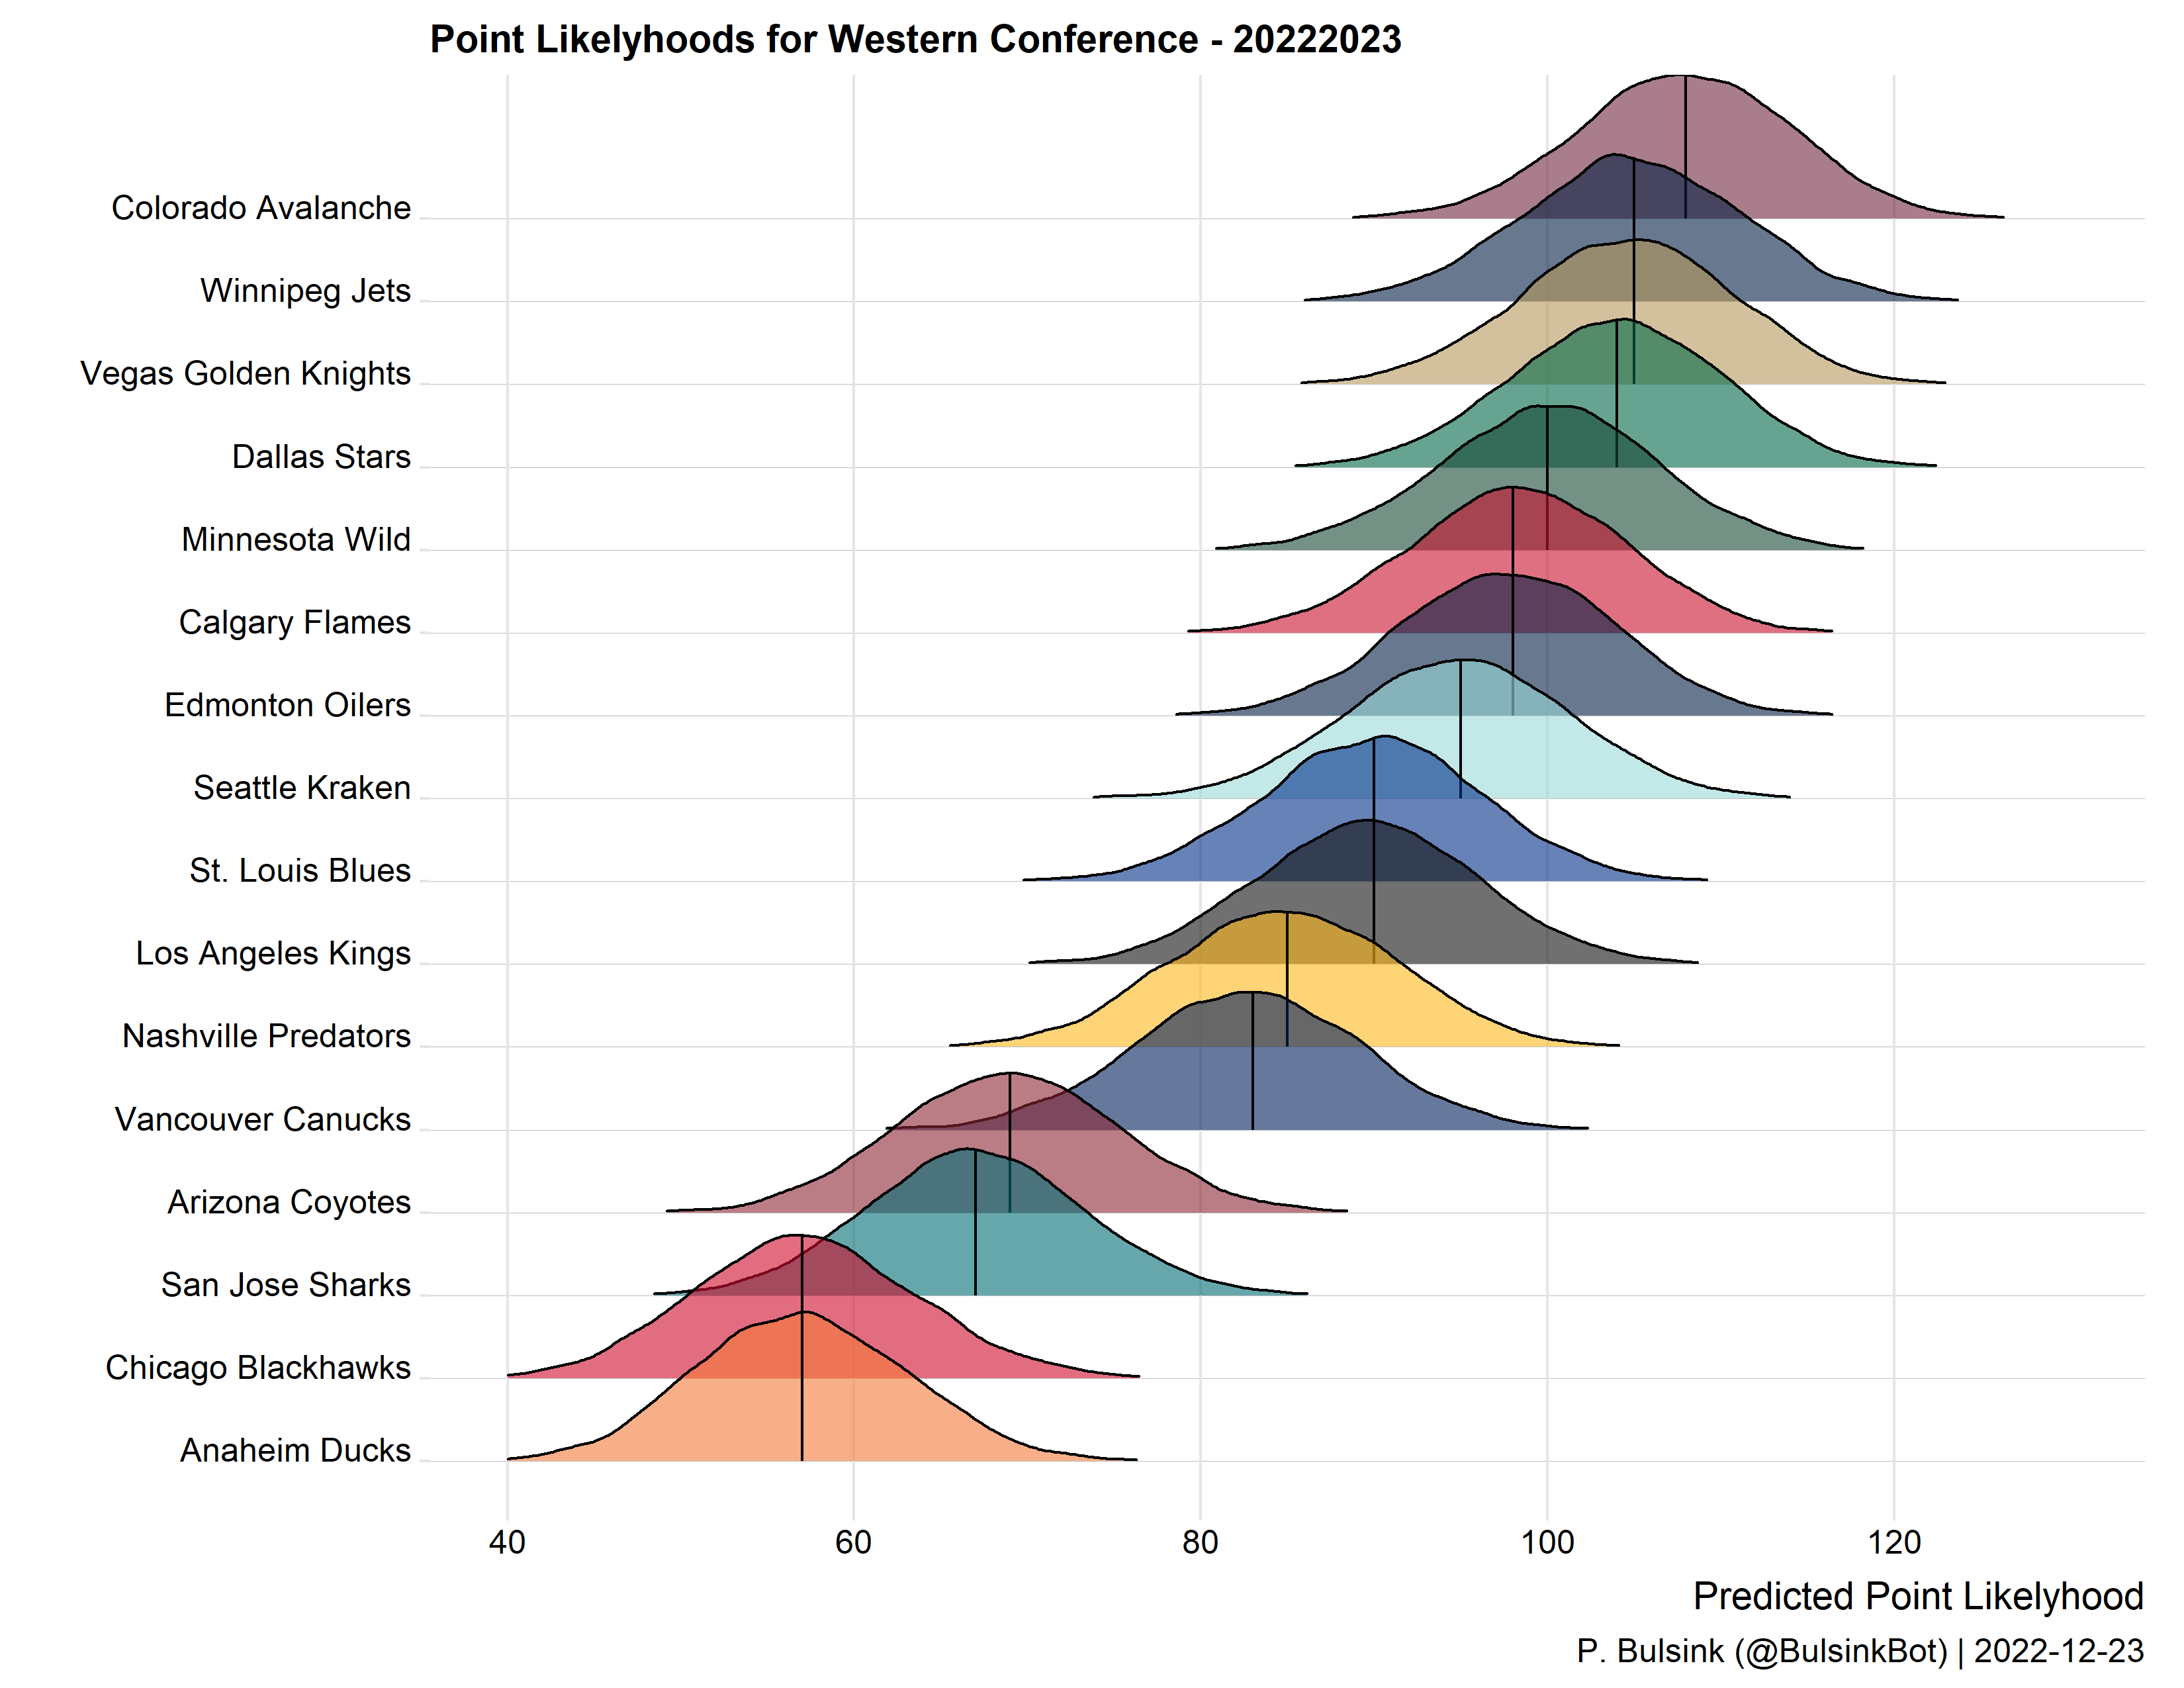 Point Likelyhoods for Western Conference - 20222023
Colorado Avalanche
Winnipeg Jets
Vegas Golden Knights
Dallas Stars
Minnesota Wild
Calgary Flames
Edmonton Oilers
Seattle Kraken
St. Louis Blues
Los Angeles Kings
Nashville Predators
Vancouver Canucks
Arizona Coyotes
San Jose Sharks
Chicago Blackhawks
Anaheim Ducks
40 60 80 100 120
Predicted Point Likelyhood
P. Bulsink (@BulsinkBot) | 2022-12-23